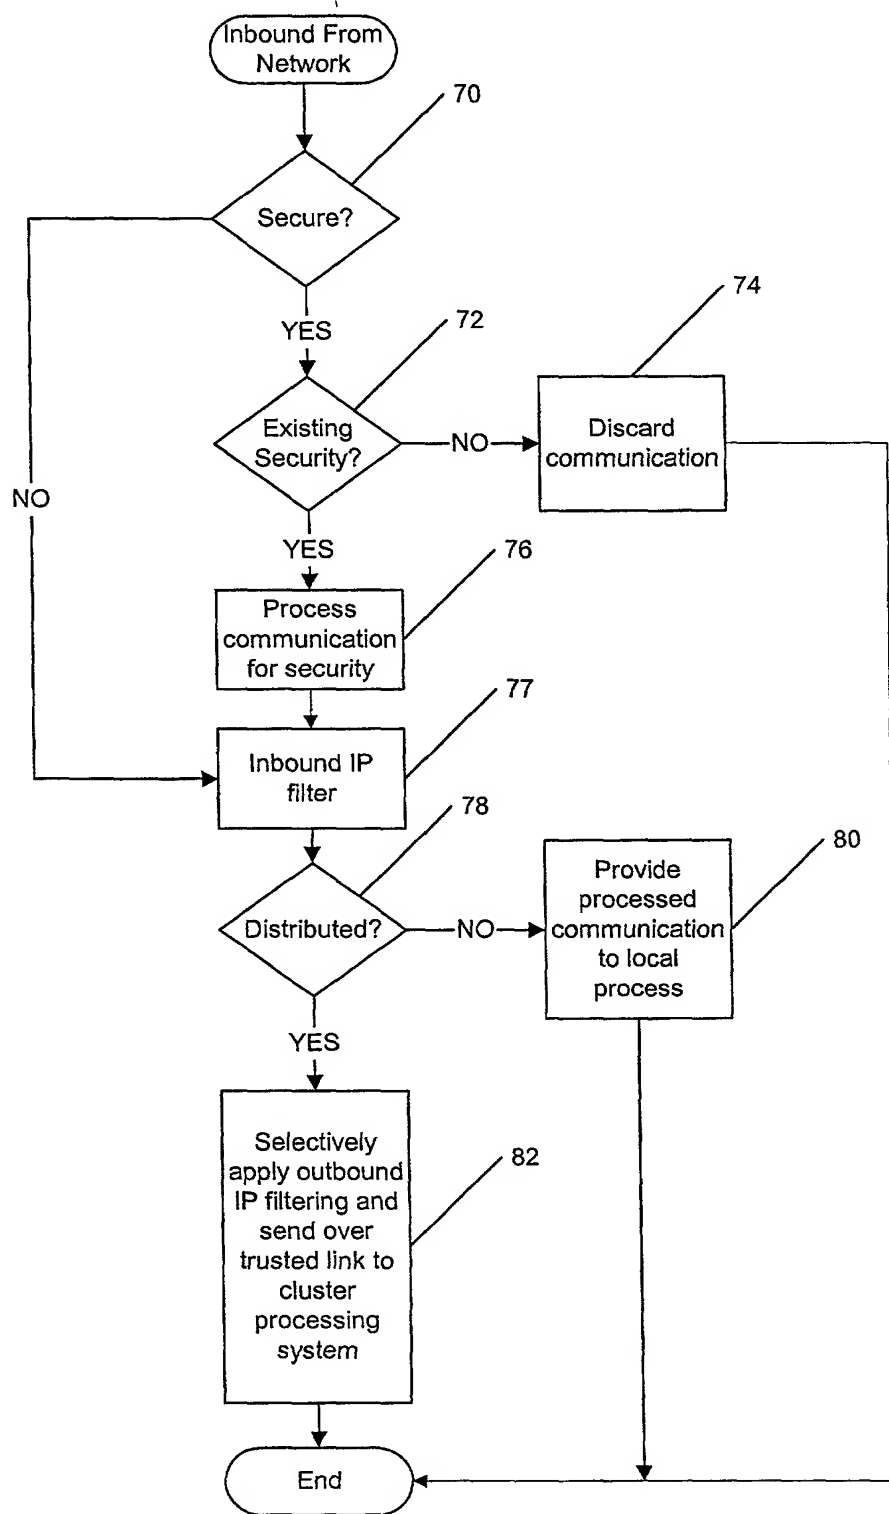 Inbound From
Network
70
Secure?
YES
72
74
Existing
Security?
NO
Discard
communication
NO
YES
76
Process
communication
for security
77
Inbound IP
filter
78
80
Distributed?
NO
Provide
processed
communication
to local
process
YES
82
Selectively
apply outbound
IP filtering and
send over
trusted link to
cluster
processing
system
End